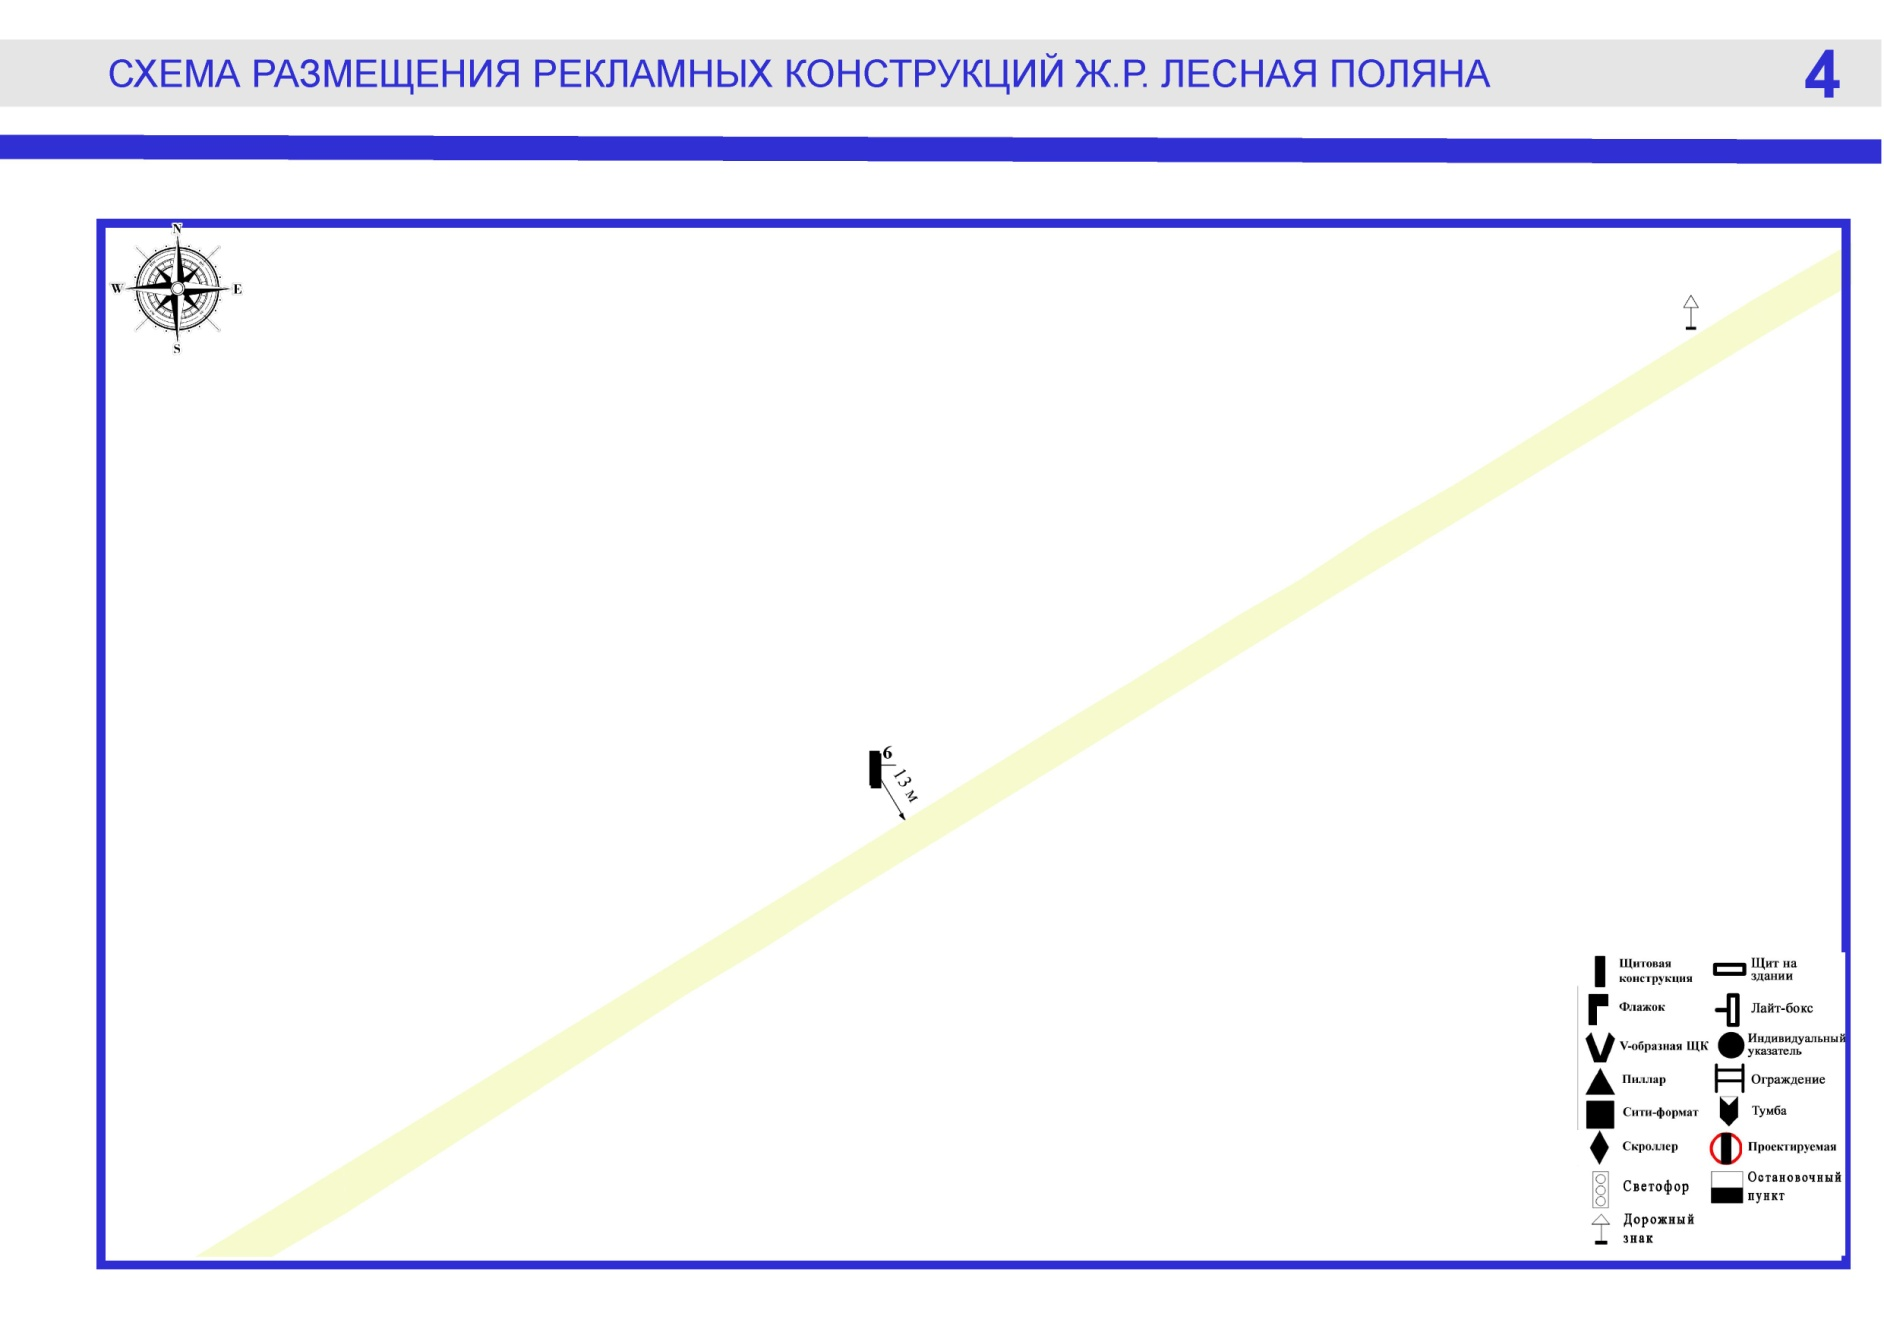 СХЕМА РАЗМЕЩЕНИЯ РЕКЛАМНЫХ КОНСТРУКЦИЙ Ж.Р. ЛЕСНАЯ ПОЛЯНА
4
N
W
E
S
6
13 м
Щитовая
конструкция
Щит на
здании
Флажок
Лайт-бокс
V-образная ЩК
Индивидуальный
указатель
Пиллар
Ограждение
Сити-формат
Тумба
Скроллер
Проектируемая
Светофор
Остановочный
пункт
Дорожный
знак